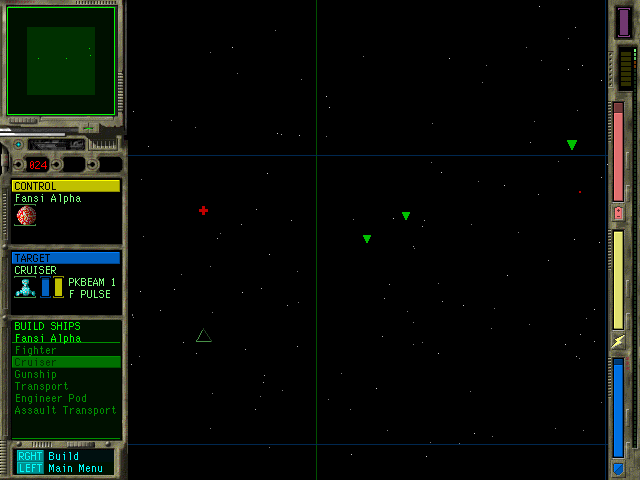 024
CONTROL
Fansi Alpha
TARGET
CRUISER
PKBEAM 1
F PULSE
BUILD SHIPS
Fansi Alpha
Fighter
Cruiser
Gunship
Transport
Engineer Pod
Assault Transport
RGHT Build
LEFT Main Menu